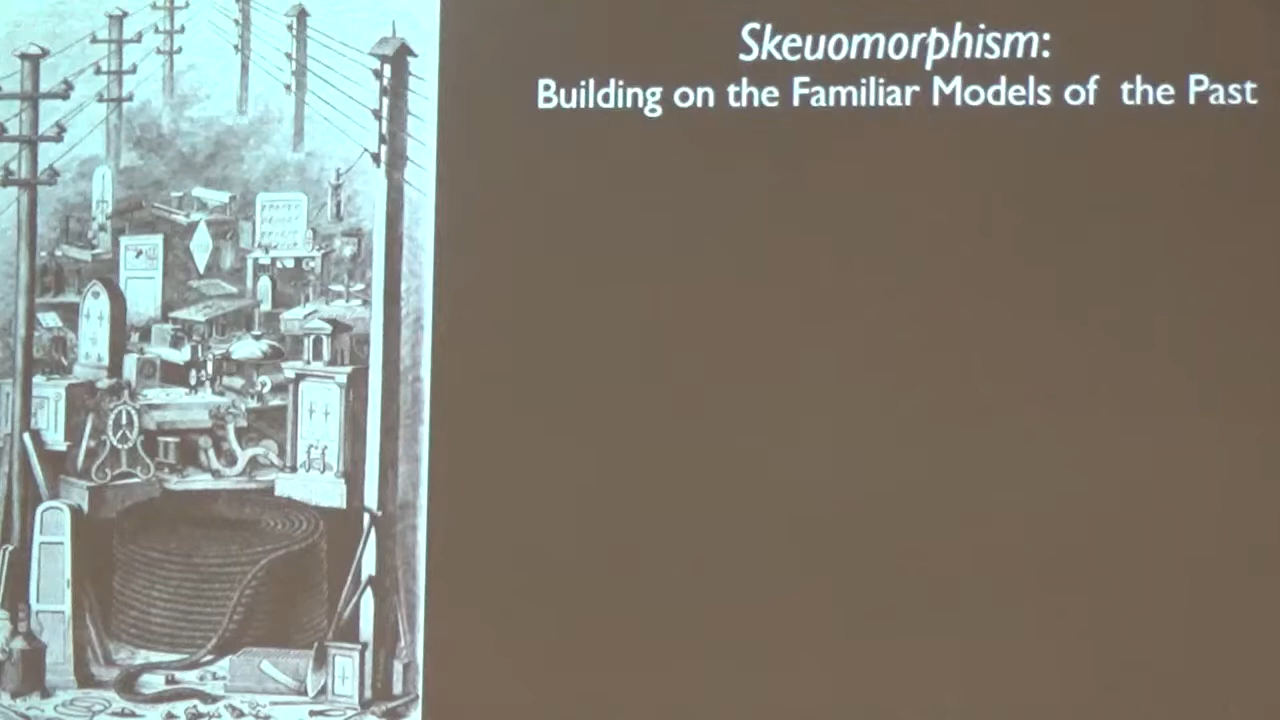 Skeuomorphism:
Building on the Familiar Models of the Past